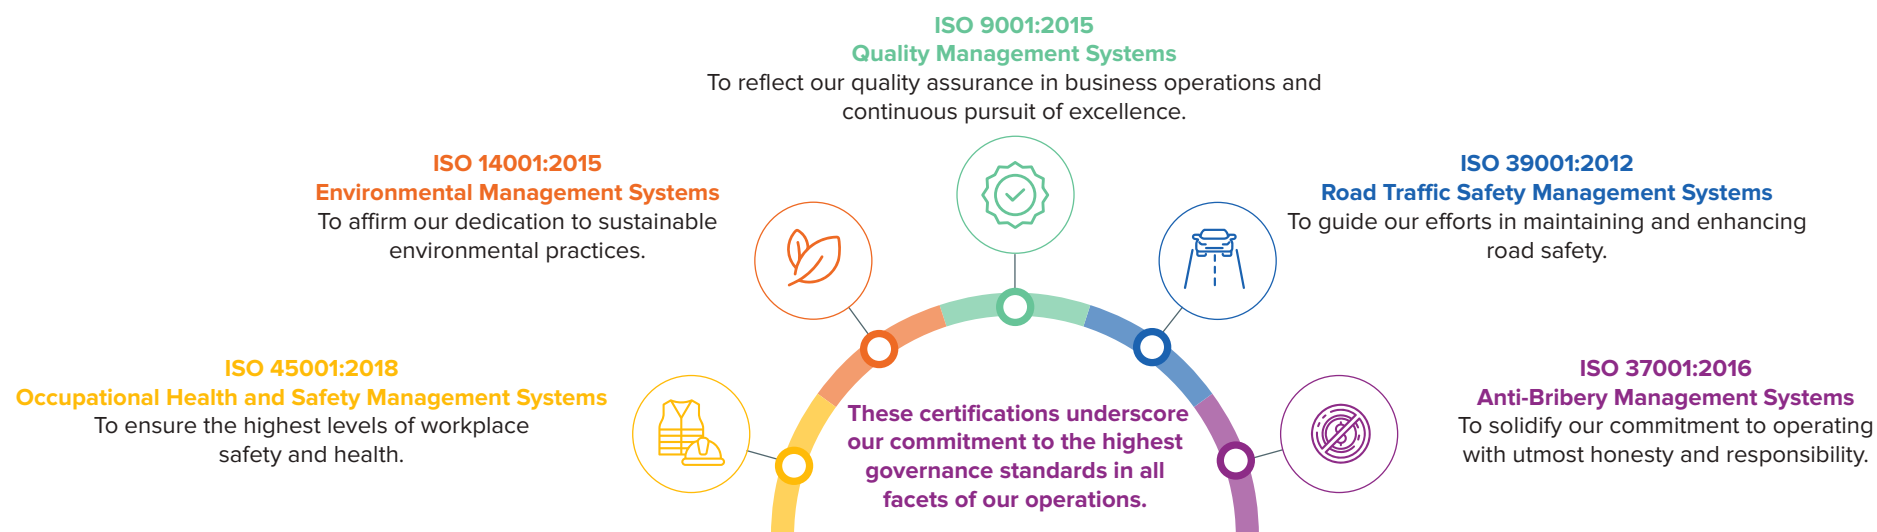 ISO 9001:2015
Quality Management Systems
To reflect our quality assurance in business operations and
continuous pursuit of excellence.
ISO 14001:2015
Environmental Management Systems
To affirm our dedication to sustainable
environmental practices.
ISO 39001:2012
Road Traffic Safety Management Systems
To guide our efforts in maintaining and enhancing
road safety.
ISO 45001:2018
Occupational Health and Safety Management Systems
To ensure the highest levels of workplace
safety and health.
These certifications underscore
our commitment to the highest
governance standards in all
facets of our operations.
ISO 37001:2016
Anti-Bribery Management Systems
To solidify our commitment to operating
with utmost honesty and responsibility.